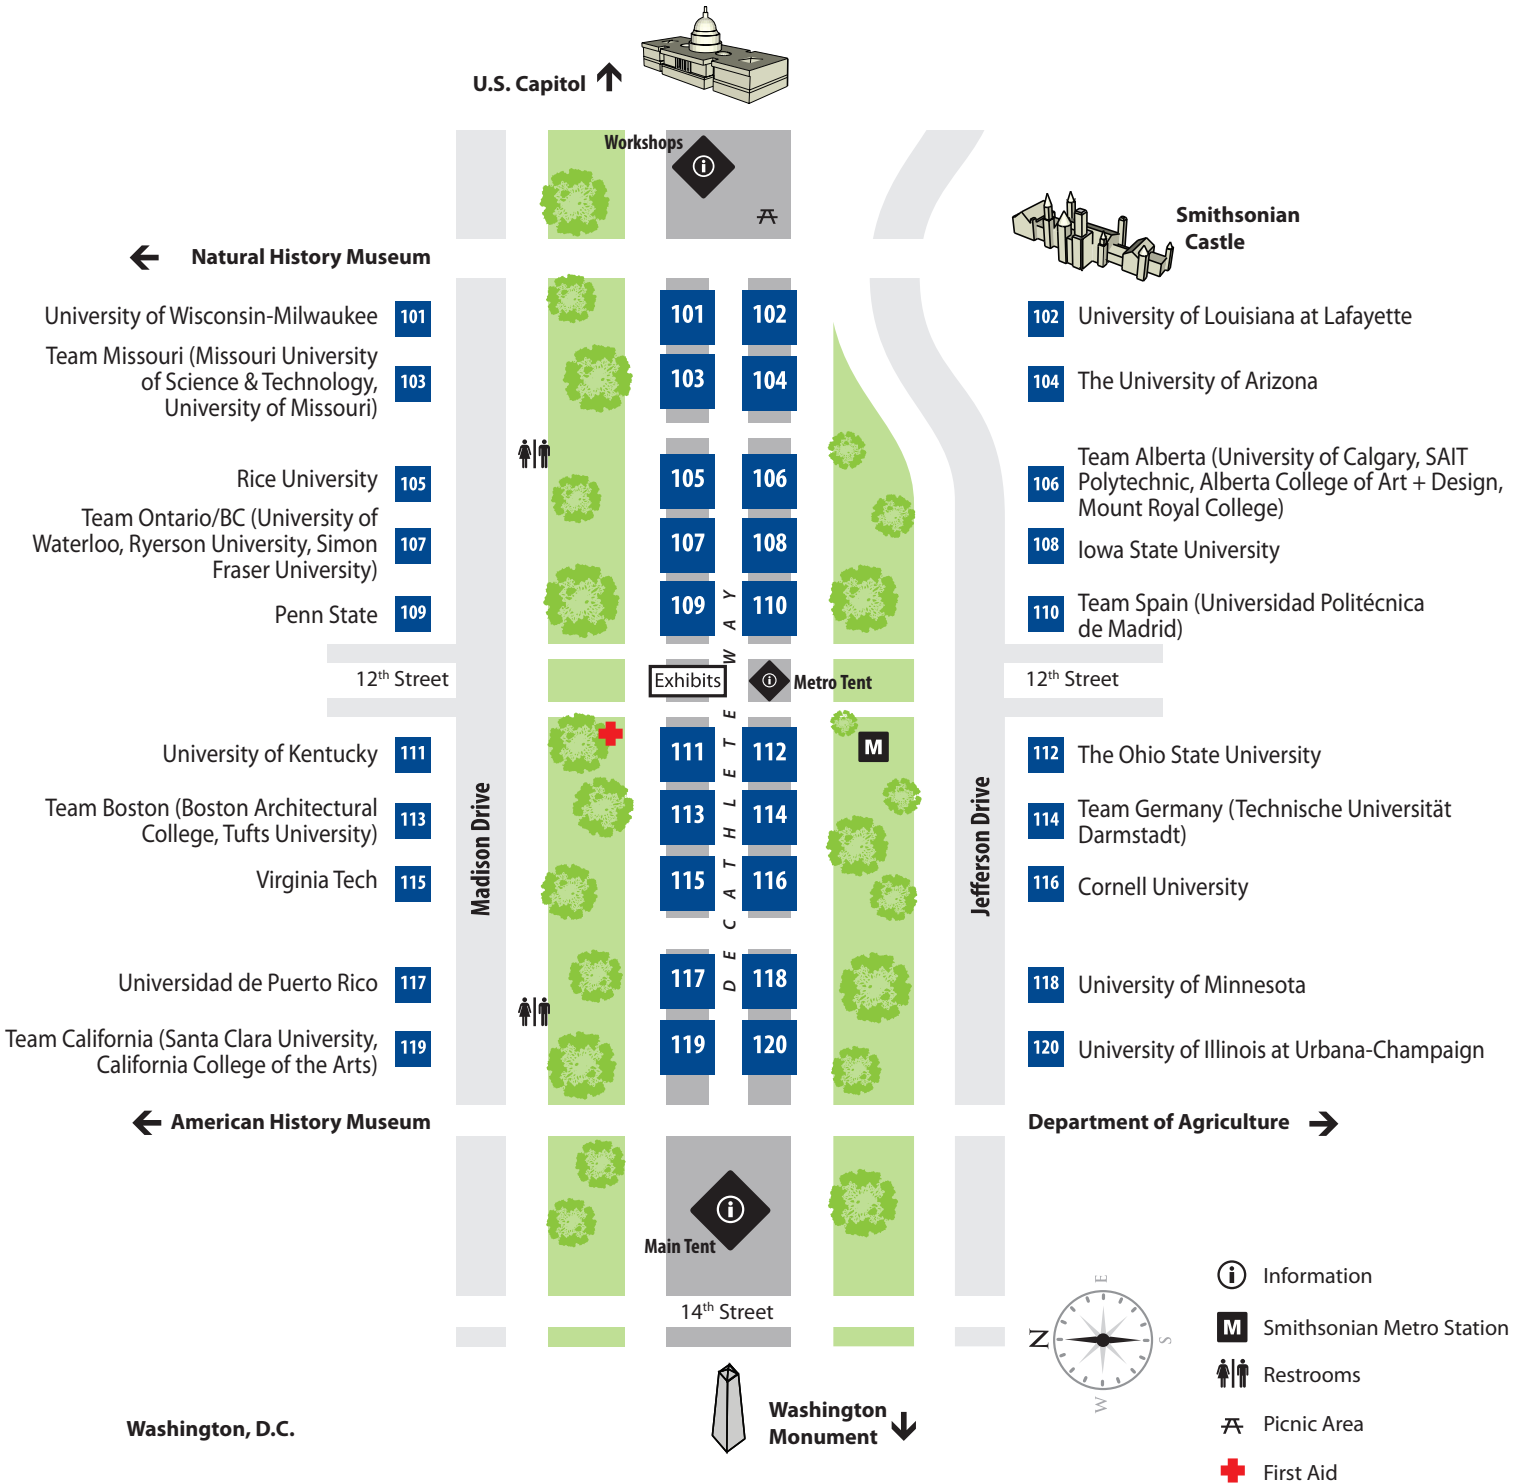 U.S. Capitol
Workshops
Smithsonian
Castle
Natural History Museum
University of Wisconsin-Milwaukee 101
Team Missouri (Missouri University
of Science & Technology,
University of Missouri)
103
Rice University 105
Team Ontario/BC (University of
Waterloo, Ryerson University, Simon
Fraser University)
107
Penn State 109
12th Street
University of Kentucky 111
Team Boston (Boston Architectural
College, Tufts University)
113
Virginia Tech 115
Universidad de Puerto Rico 117
Team California (Santa Clara University,
California College of the Arts)
119
American History Museum
Madison Drive
101 102
103 104
105 106
107 108
109 110
Exhibits
Metro Tent
111 112
M
113 114
115 116
117 118
119 120
DECATHLETE WAY
Jefferson Drive
102 University of Louisiana at Lafayette
104 The University of Arizona
106
Team Alberta (University of Calgary, SAIT
Polytechnic, Alberta College of Art + Design,
Mount Royal College)
108 Iowa State University
110
Team Spain (Universidad Politécnica
de Madrid)
12th Street
112 The Ohio State University
114
Team Germany (Technische Universität
Darmstadt)
116 Cornell University
118 University of Minnesota
120 University of Illinois at Urbana-Champaign
Department of Agriculture
Main Tent
14th Street
Washington
Monument
Washington, D.C.
E
N
S
W
i Information
M Smithsonian Metro Station
Restrooms
Picnic Area
First Aid